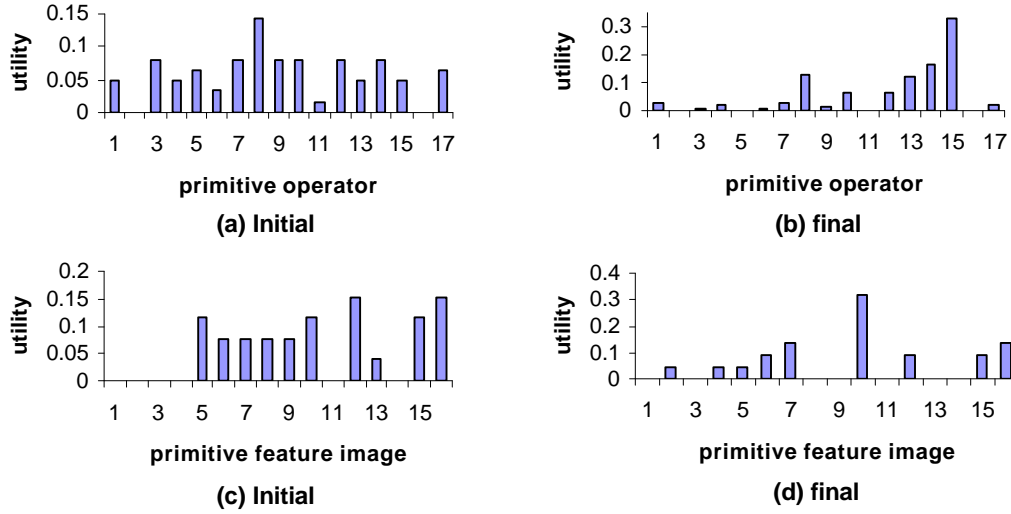 utility
0.15
0.1
0.05
0
1 3 5 7 9 11 13 15 17
primitive operator
(a) Initial
utility
0.3
0.2
0.1
0
1 3 5 7 9 11 13 15 17
primitive operator
(b) final
utility
0.2
0.15
0.1
0.05
0
1 3 5 7 9 11 13 15
primitive feature image
(c) Initial
utility
0.4
0.3
0.2
0.1
0
1 3 5 7 9 11 13 15
primitive feature image
(d) final